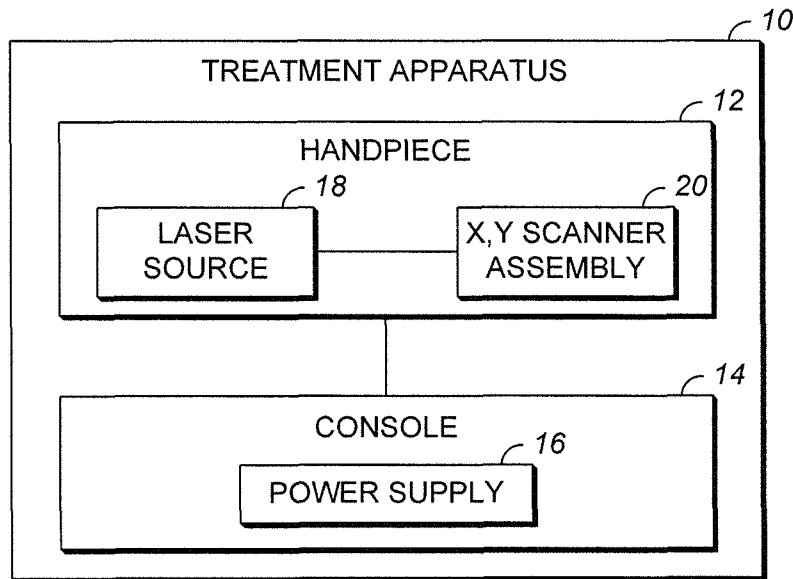 10
TREATMENT APPARATUS
12
HANDPIECE
18
LASER
SOURCE
20
X,Y SCANNER
ASSEMBLY
14
CONSOLE
16
POWER SUPPLY